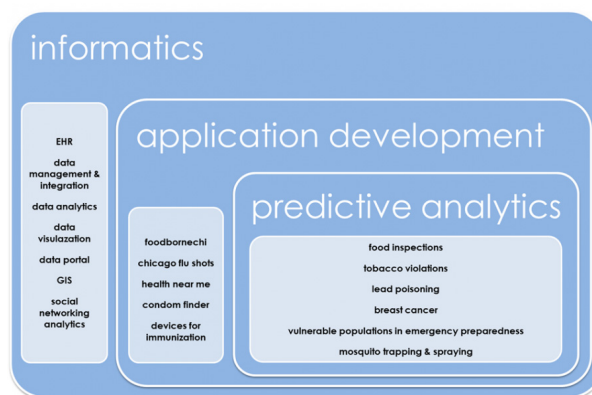 informatics
EHR
data
management &
integration
data analytics
data
visulazation
data portal
GIS
social
networking
analytics
application development
foodbornechi
chicago flu shots
health near me
condom finder
devices for
immunization
predictive analytics
food inspections
tobacco violations
lead poisoning
breast cancer
vulnerable populations in emergency preparedness
mosquito trapping & spraying